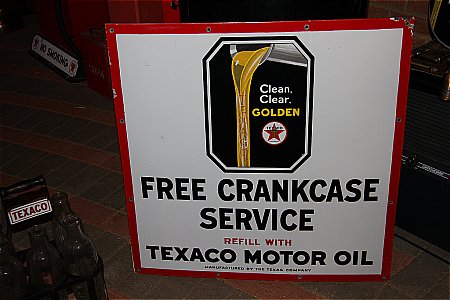 NO SMOKING
Clean.
Clear.
GOLDEN
TEXACO
FREE CRANKCASE
SERVICE
REFILL WITH
TEXACO MOTOR OIL
MANUFACTURED BY THE TEXAS COMPANY
TEXACO